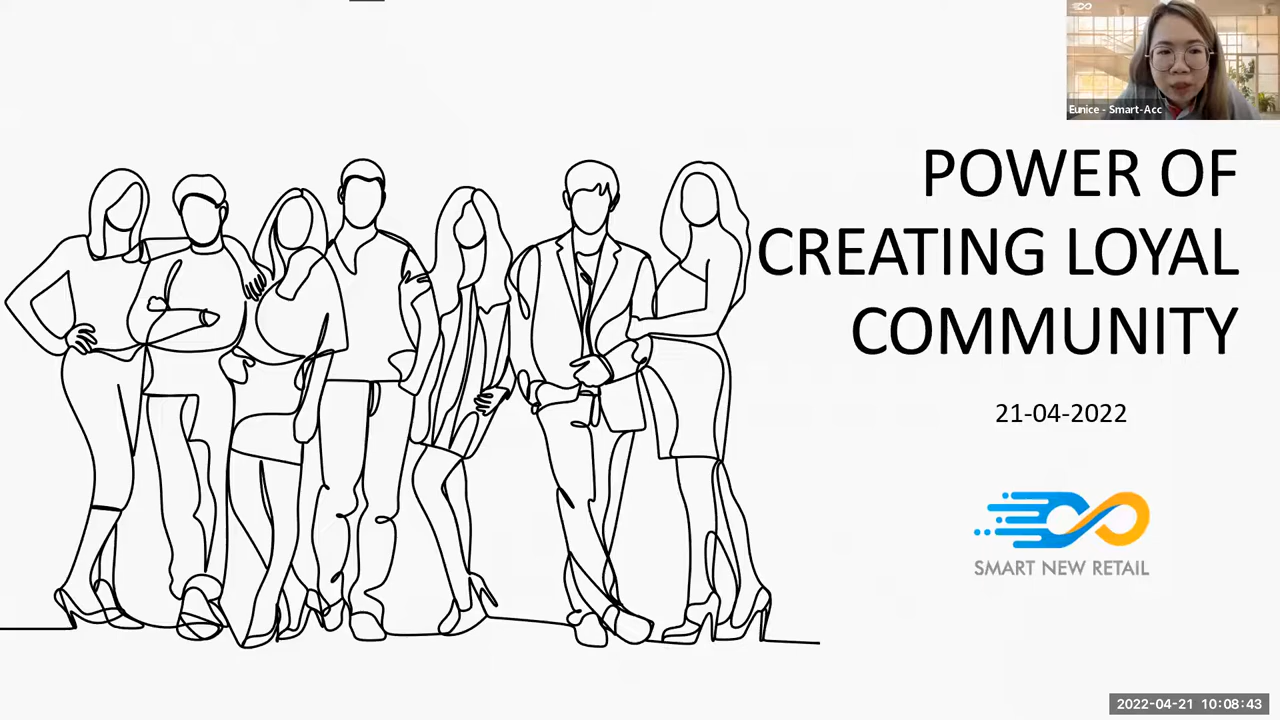 Eunice - Smart-Acc
POWER OF
CREATING LOYAL
COMMUNITY
21-04-2022
SMART NEW RETAIL
2022-04-21 10:08:43